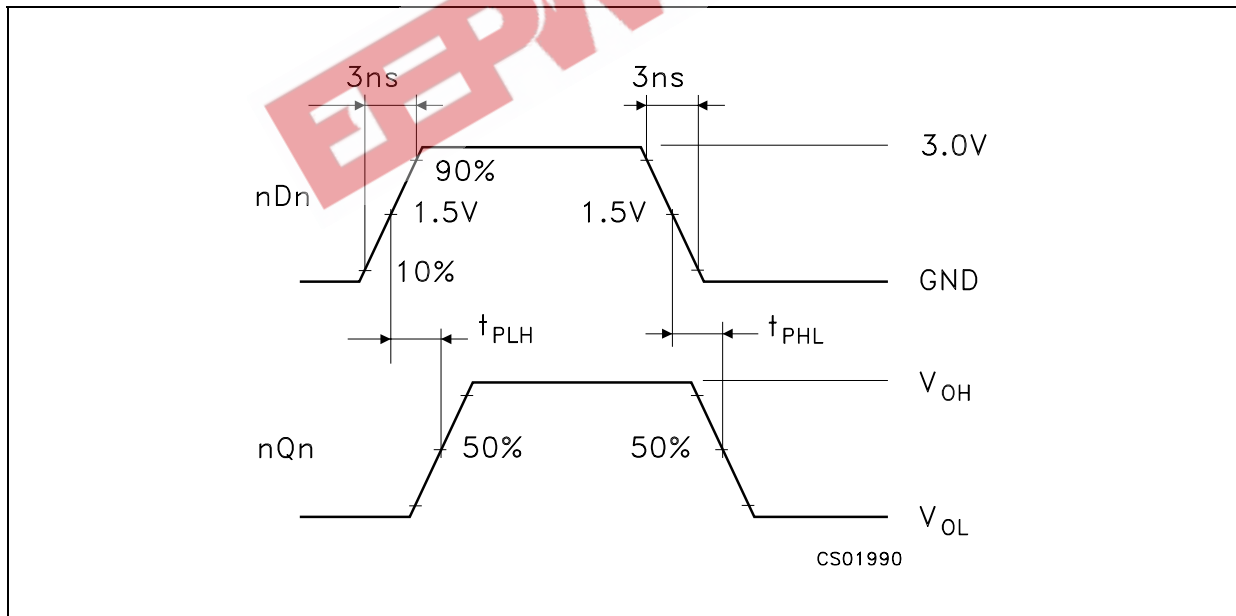 EEPW
3ns 3ns
3.0V
90%
nDn
1.5V 1.5V
10%
GND
tPLH tPHL
VOH
nQn 50% 50%
VOL
CS01990